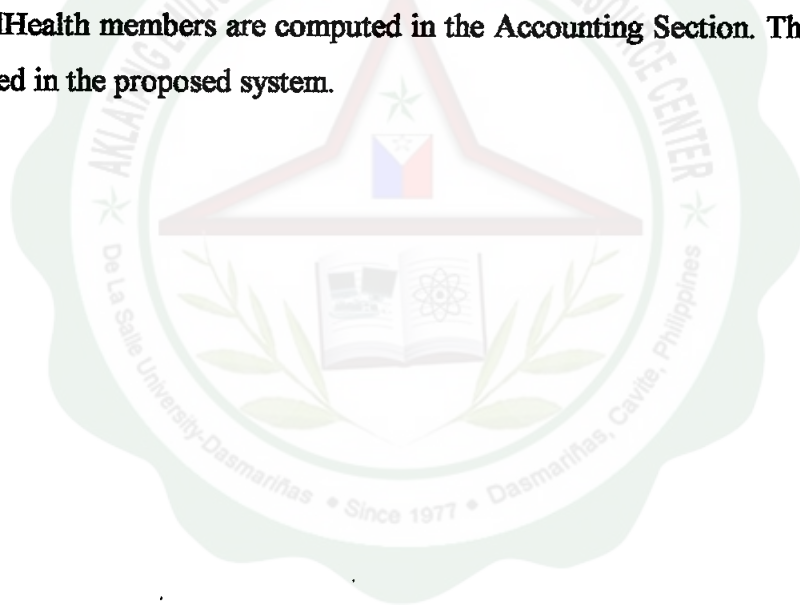 Health members are computed in the Accounting Section. Th
ed in the proposed system.
AKLATANG
CENTER
De La Salle University-Dasmariñas • Since 1977 • Dasmariñas, Cavite, Philippines